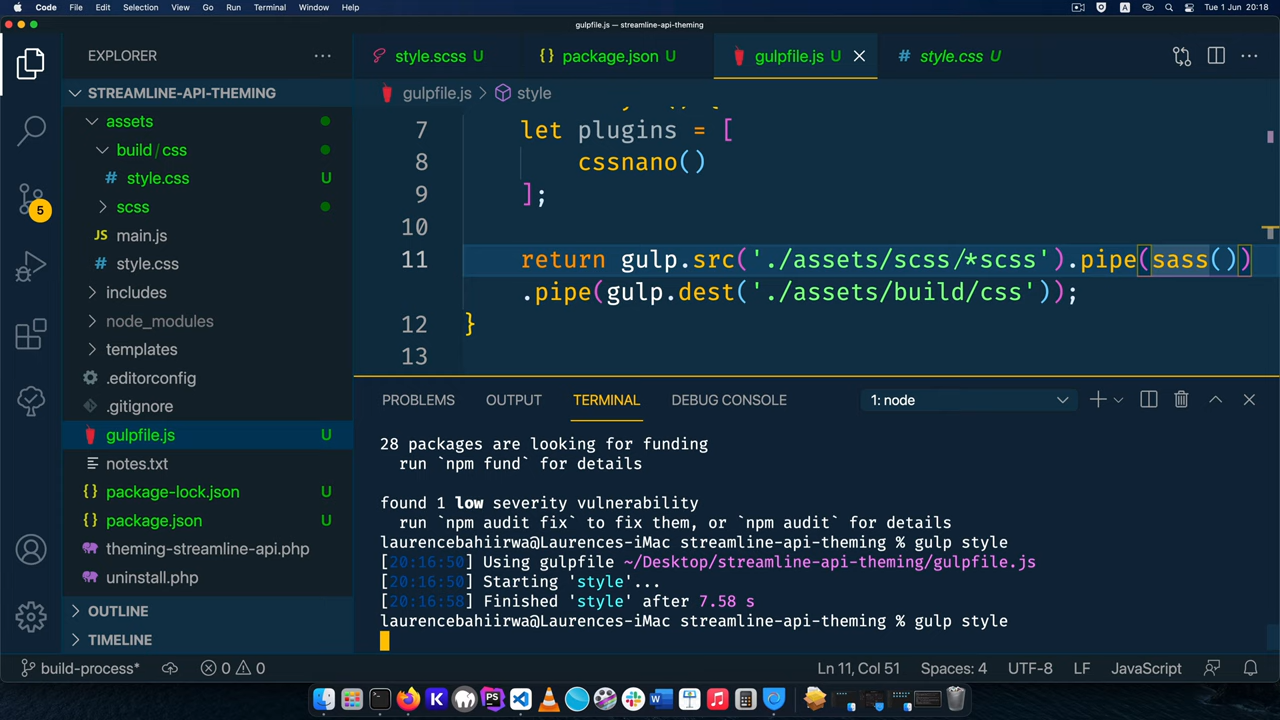 Code File Edit Selection View Go Run Terminal Window Help
A
Tue 1 Jun 20:18
gulpfile.js — streamline-api-theming
EXPLORER
style.scss U
{} package.json U
gulpfile.js U
# style.css U
STREAMLINE-API-THEMING
gulpfile.js > style
assets
build/css
# style.css U
scss
JS main.js
# style.css
includes
node_modules
templates
.editorconfig
.gitignore
gulpfile.js U
notes.txt
{} package-lock.json U
{} package.json U
theming-streamline-api.php
uninstall.php
OUTLINE
TIMELINE
5
7 let plugins = [
8 cssnano()
9 ];
10
11 return gulp.src('./assets/scss/*scss').pipe(sass())
.pipe(gulp.dest('./assets/build/css'));
12 }
13
PROBLEMS OUTPUT TERMINAL DEBUG CONSOLE 1: node
28 packages are looking for funding
run `npm fund` for details
found 1 low severity vulnerability
run `npm audit fix` to fix them, or `npm audit` for details
laurencebahiirwa@Laurences-iMac streamline-api-theming % gulp style
[20:16:50] Using gulpfile ~/Desktop/streamline-api-theming/gulpfile.js
[20:16:50] Starting 'style'...
[20:16:58] Finished 'style' after 7.58 s
laurencebahiirwa@Laurences-iMac streamline-api-theming % gulp style
build-process* 0 0 Ln 11, Col 51 Spaces: 4 UTF-8 LF JavaScript